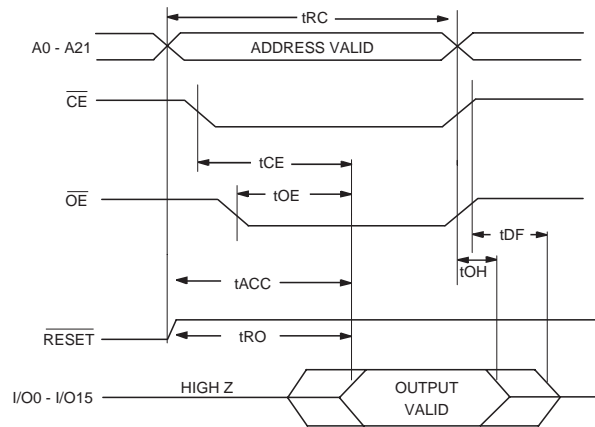 tRC
A0 - A21
ADDRESS VALID
CE
tCE
tOE
OE
tDF
tOH
tACC
tRO
RESET
I/O0 - I/O15
HIGH Z
OUTPUT
VALID